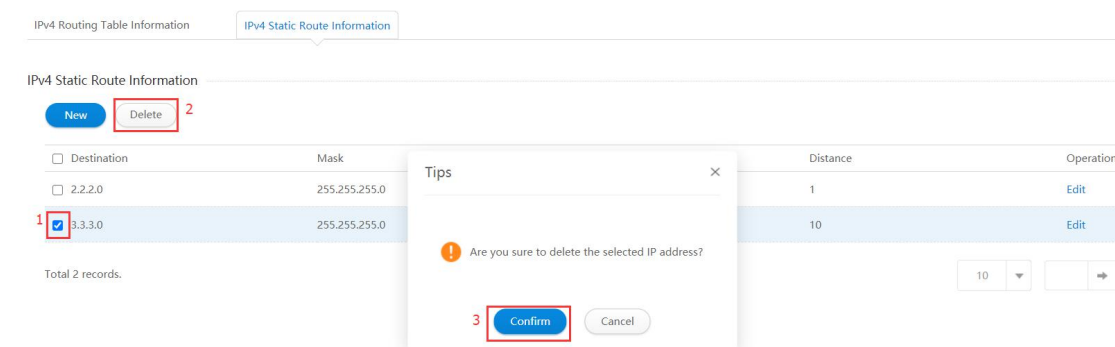 IPv4 Routing Table Information IPv4 Static Route Information
IPv4 Static Route Information
New Delete 2
Destination Mask Distance Operation
Tips
2.2.2.0 255.255.255.0 1 Edit
1 3.3.3.0 255.255.255.0 10 Edit
Are you sure to delete the selected IP address?
Total 2 records. 10
3 Confirm Cancel